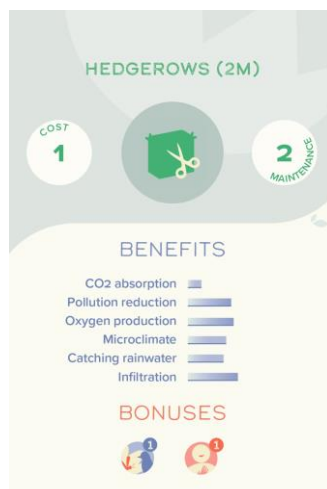 HEDGEROWS (2M)
COST
1
2
MAINTENANCE
BENEFITS
CO2 absorption
Pollution reduction
Oxygen production
Microclimate
Catching rainwater
Infiltration
BONUSES
1
1